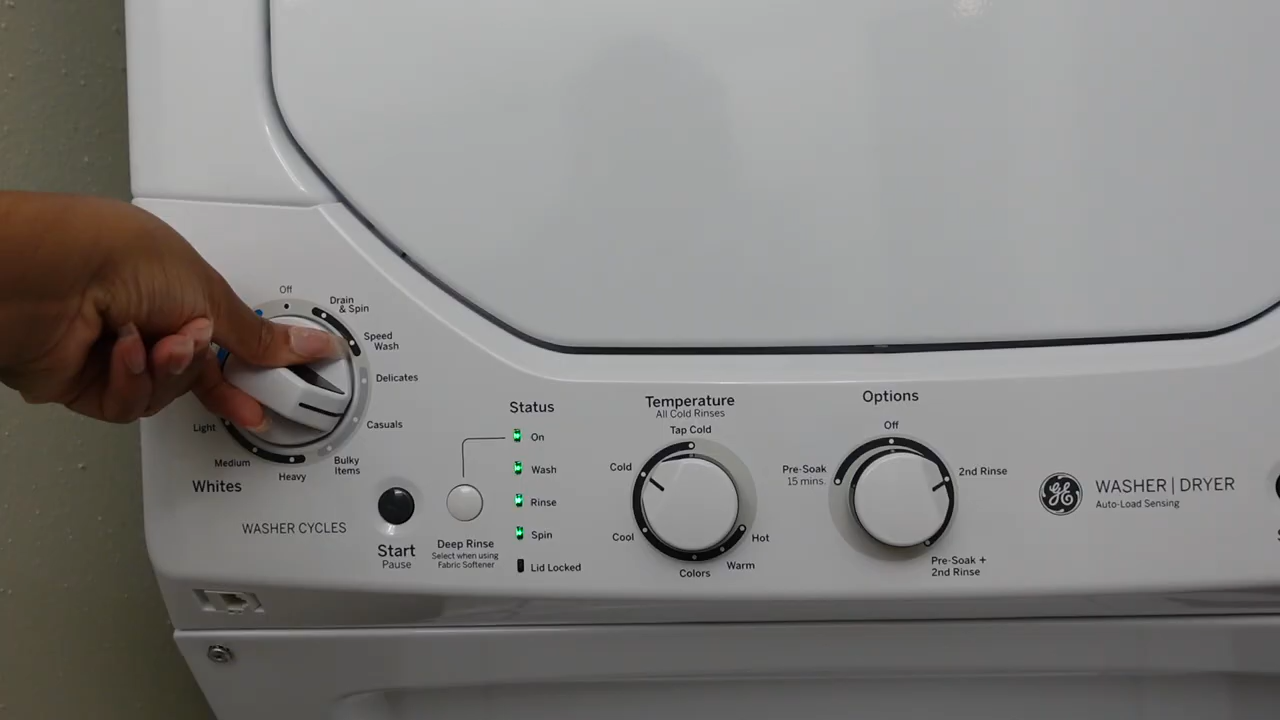 Off
Drain
& Spin
Speed
Wash
Delicates
Casuals
Bulky
Items
Heavy
Medium
Light
Whites
WASHER CYCLES
Start
Pause
Deep Rinse
Select when using
Fabric Softener
Status
On
Wash
Rinse
Spin
Lid Locked
Temperature
All Cold Rinses
Tap Cold
Cold
Cool
Colors
Warm
Hot
Options
Off
Pre-Soak
15 mins.
2nd Rinse
Pre-Soak +
2nd Rinse
GE
WASHER | DRYER
Auto-Load Sensing